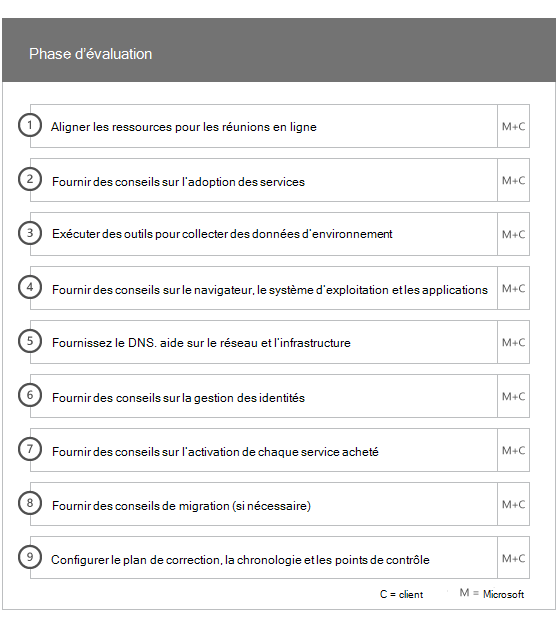 Phase d'évaluation
1 Aligner les ressources pour les réunions en ligne M+C
2 Fournir des conseils sur l'adoption des services M+C
3 Exécuter des outils pour collecter des données d'environnement M+C
4 Fournir des conseils sur le navigateur, le système d'exploitation et les applications M+C
5 Fournissez le DNS. aide sur le réseau et l'infrastructure M+C
6 Fournir des conseils sur la gestion des identités M+C
7 Fournir des conseils sur l'activation de chaque service acheté M+C
8 Fournir des conseils de migration (si nécessaire) M+C
9 Configurer le plan de correction, la chronologie et les points de contrôle M+C
C = client M = Microsoft